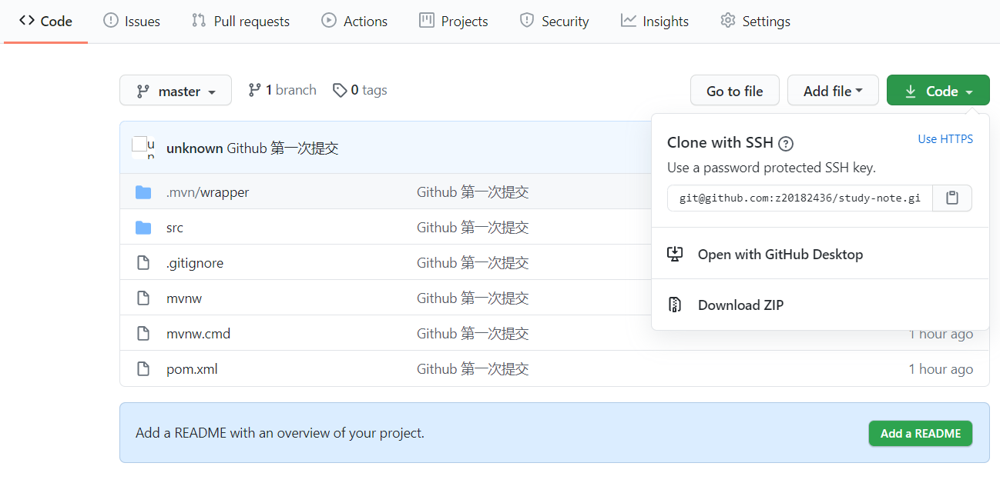 Code Issues Pull requests Actions Projects Security Insights Settings
master 1 branch 0 tags Go to file Add file Code
un
unknown Github 第一次提交
.mvn/wrapper Github 第一次提交
src Github 第一次提交
.gitignore Github 第一次提交
mvnw Github 第一次提交
mvnw.cmd Github 第一次提交 1 hour ago
pom.xml Github 第一次提交 1 hour ago
Clone with SSH Use HTTPS
Use a password protected SSH key.
git@github.com:z20182436/study-note.gi
Open with GitHub Desktop
Download ZIP
Add a README with an overview of your project. Add a README